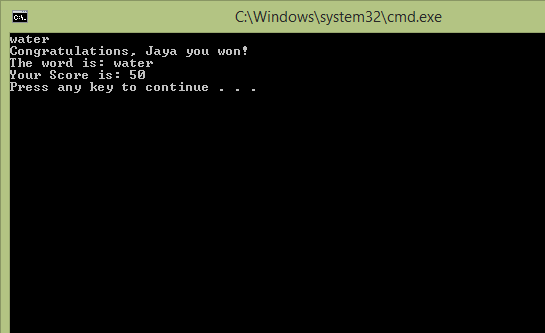 C:\Windows\system32\cmd.exe
water
Congratulations, Jaya you won!
The word is: water
Your Score is: 50
Press any key to continue . . .